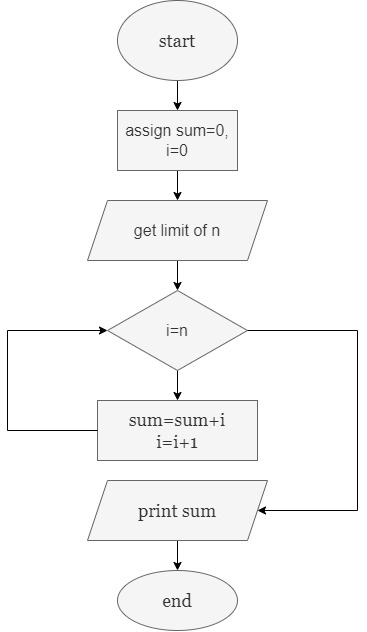 start
assign sum=0,
i=0
get limit of n
i=n
sum=sum+i
i=i+1
print sum
end